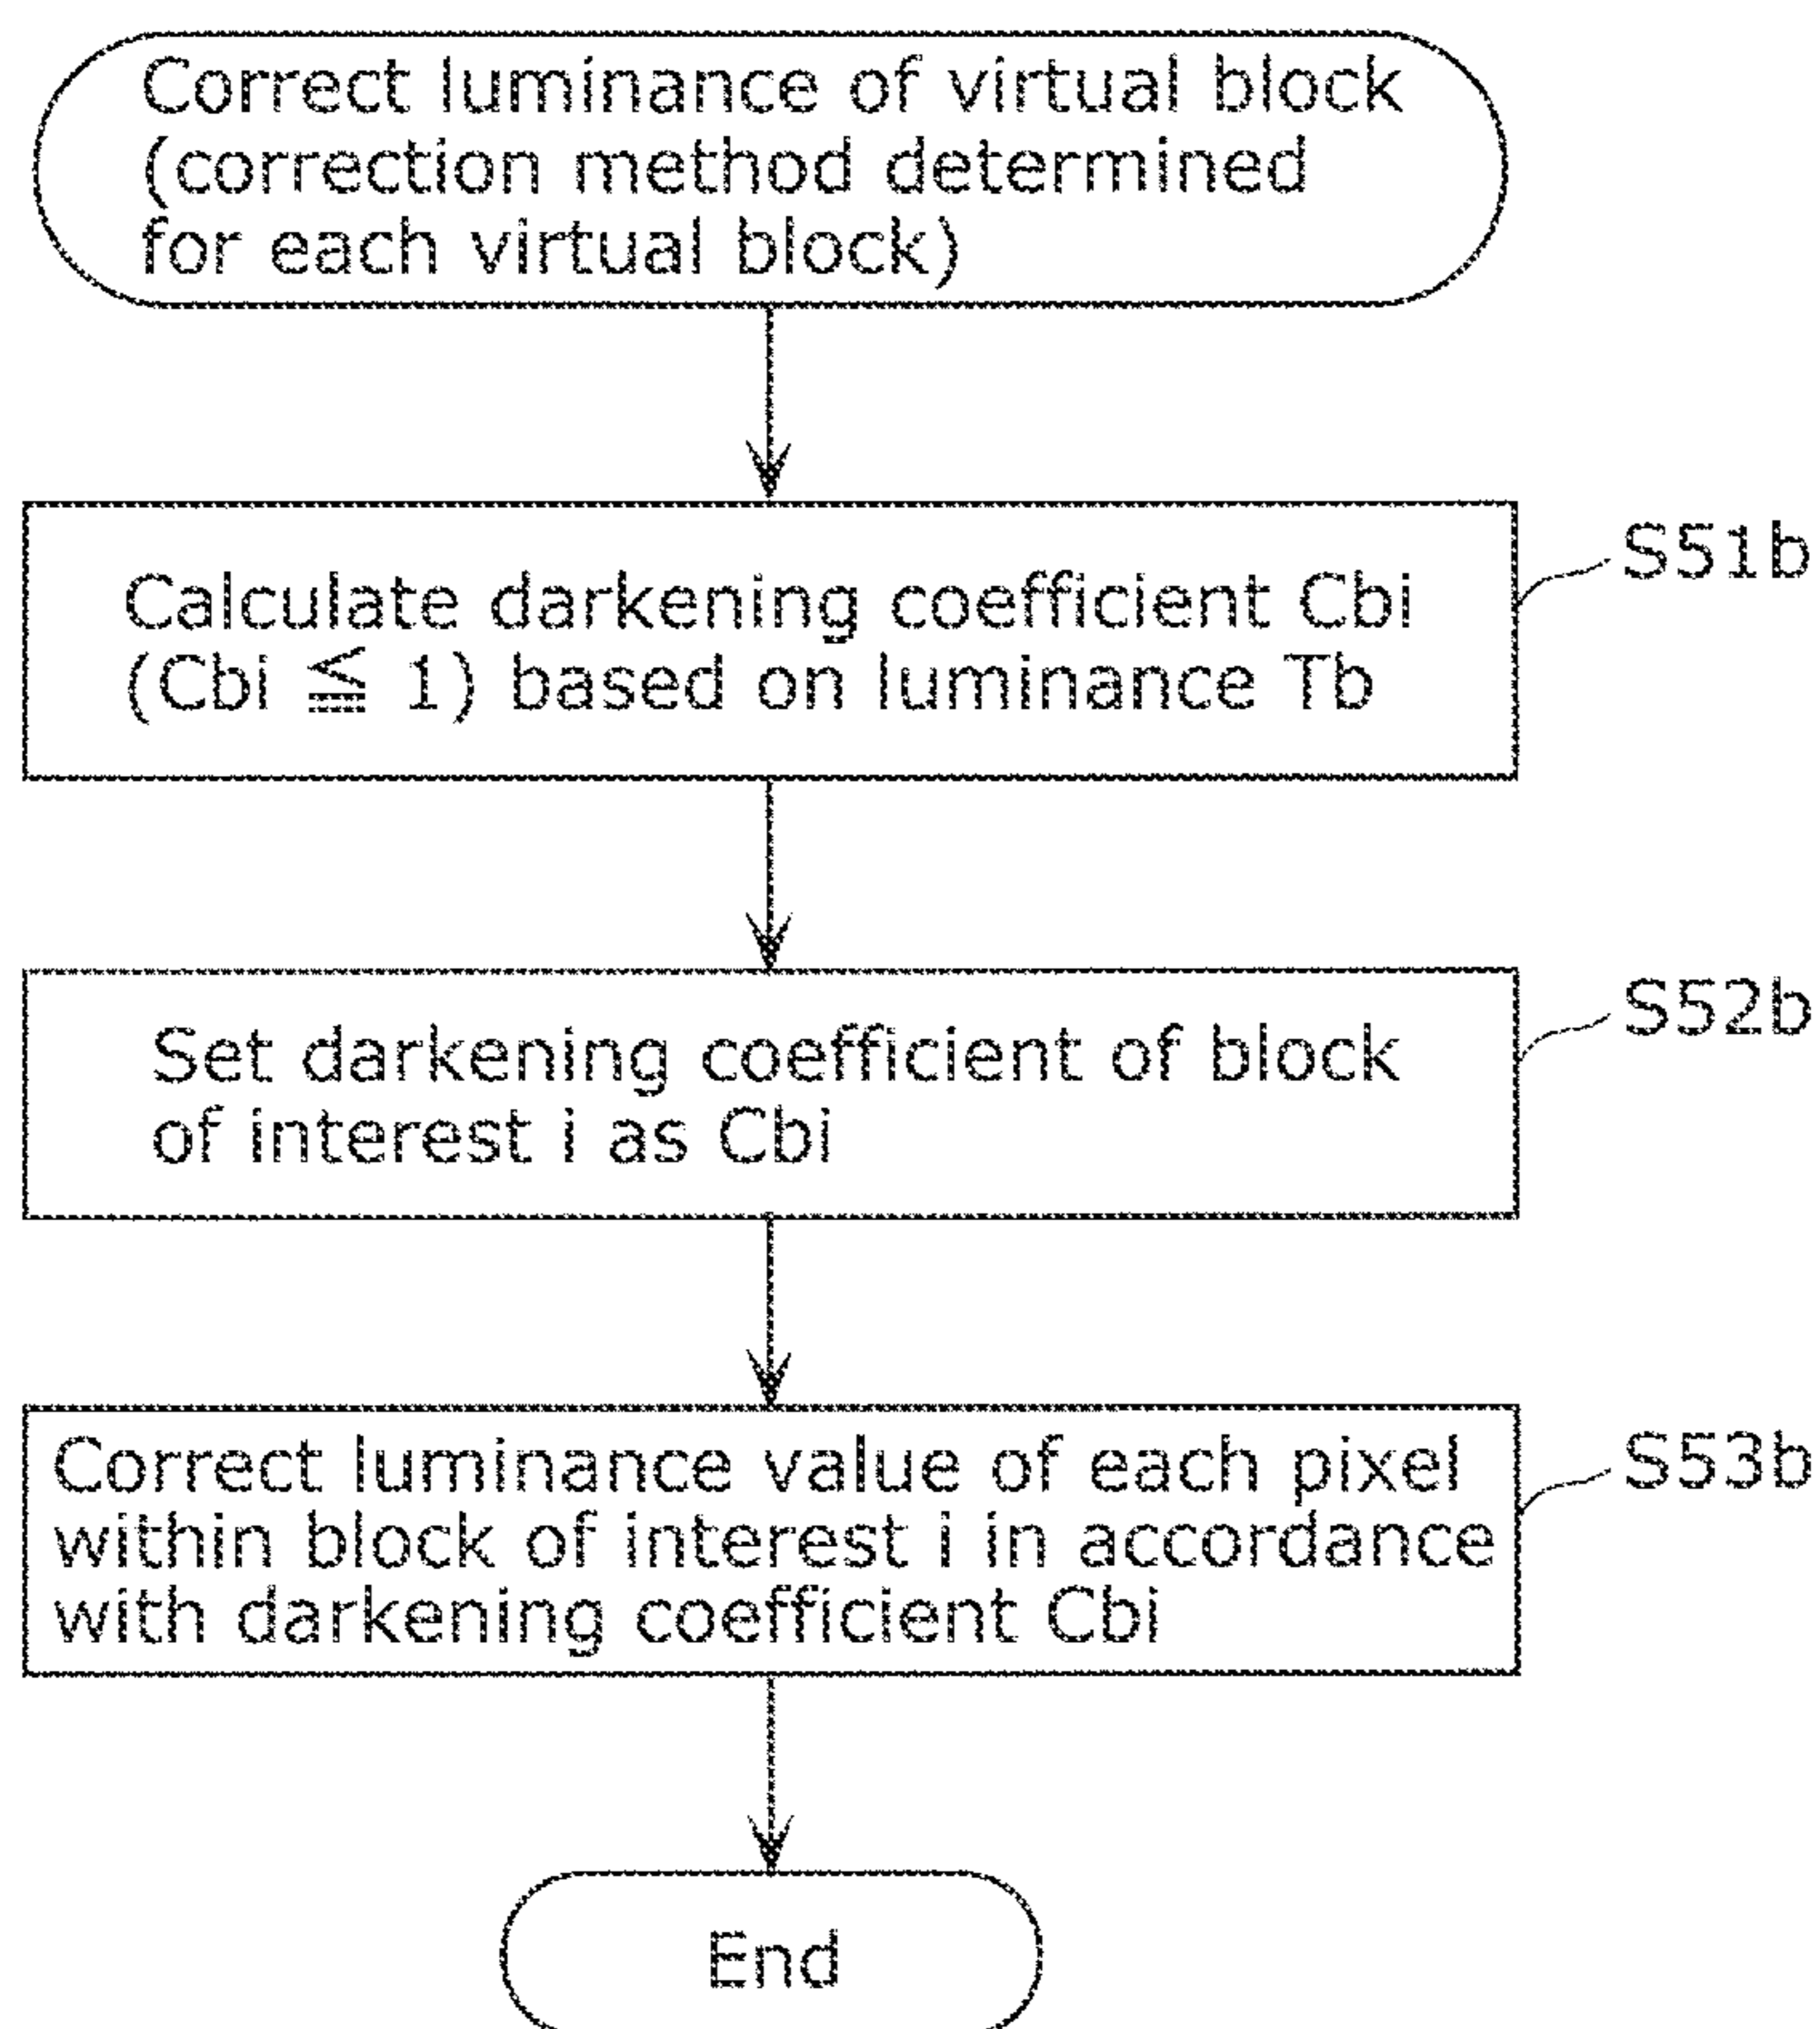 Correct luminance of virtual block
(correction method determined
for each virtual block)
S51b
Calculate darkening coefficient Cbi
(Cbi ≦ 1) based on luminance Tb
S52b
Set darkening coefficient of block
of interest i as Cbi
S53b
Correct luminance value of each pixel
within block of interest i in accordance
with darkening coefficient Cbi
End